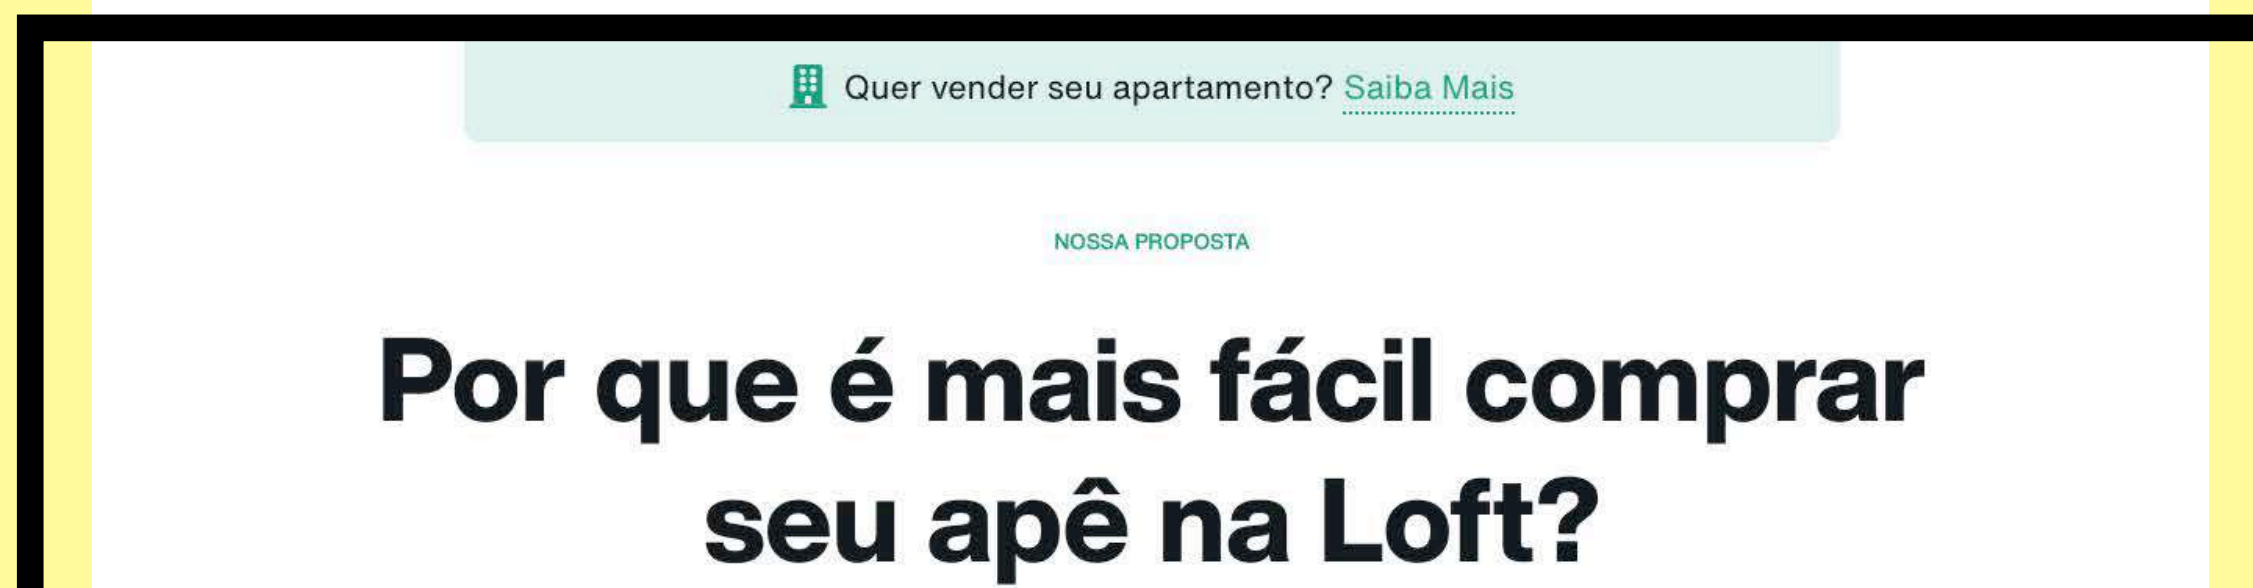 Quer vender seu apartamento? Saiba Mais
NOSSA PROPOSTA
Por que é mais fácil comprar
seu apê na Loft?